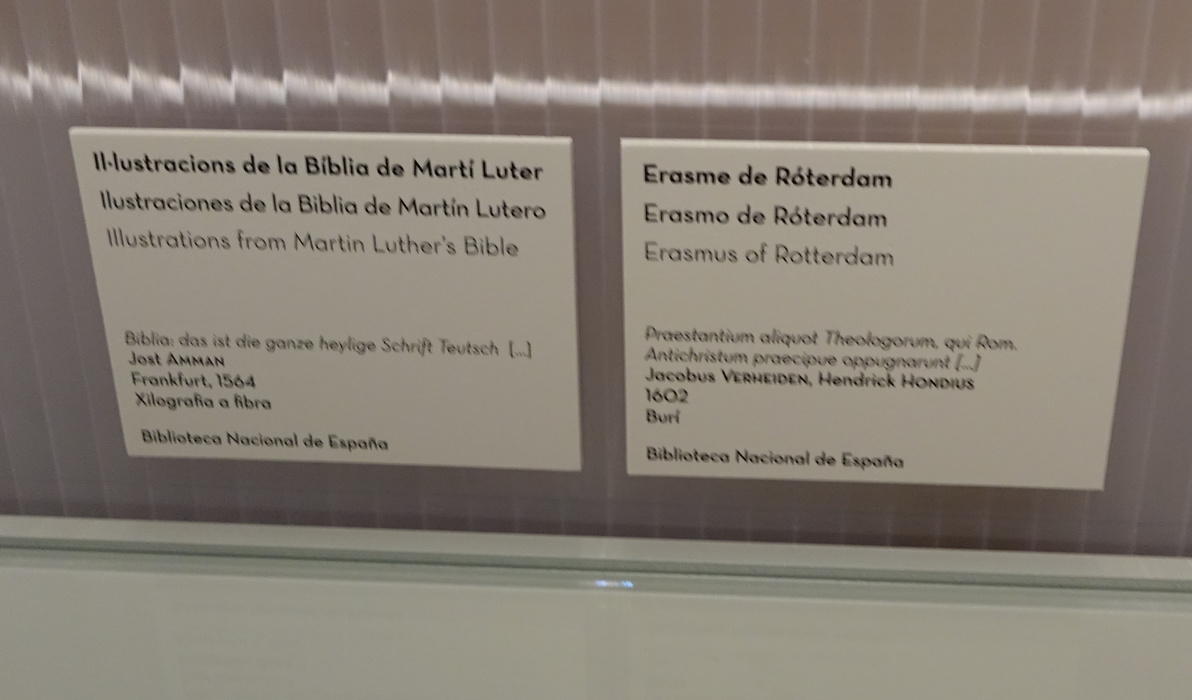 Il·lustracions de la Bíblia de Martí Luter
Ilustraciones de la Biblia de Martín Lutero
Illustrations from Martin Luther's Bible
Biblia: das ist die ganze heylige Schrift Teutsch [...]
Jost AMMAN
Frankfurt, 1564
Xilografia a fibra
Biblioteca Nacional de España
Erasme de Róterdam
Erasmo de Róterdam
Erasmus of Rotterdam
Praestantium aliquot Theologorum, qui Rom.
Antichristum praecipue oppugnarunt [...]
Jacobus VERHEIDEN, Hendrick HONDIUS
1602
Burí
Biblioteca Nacional de España